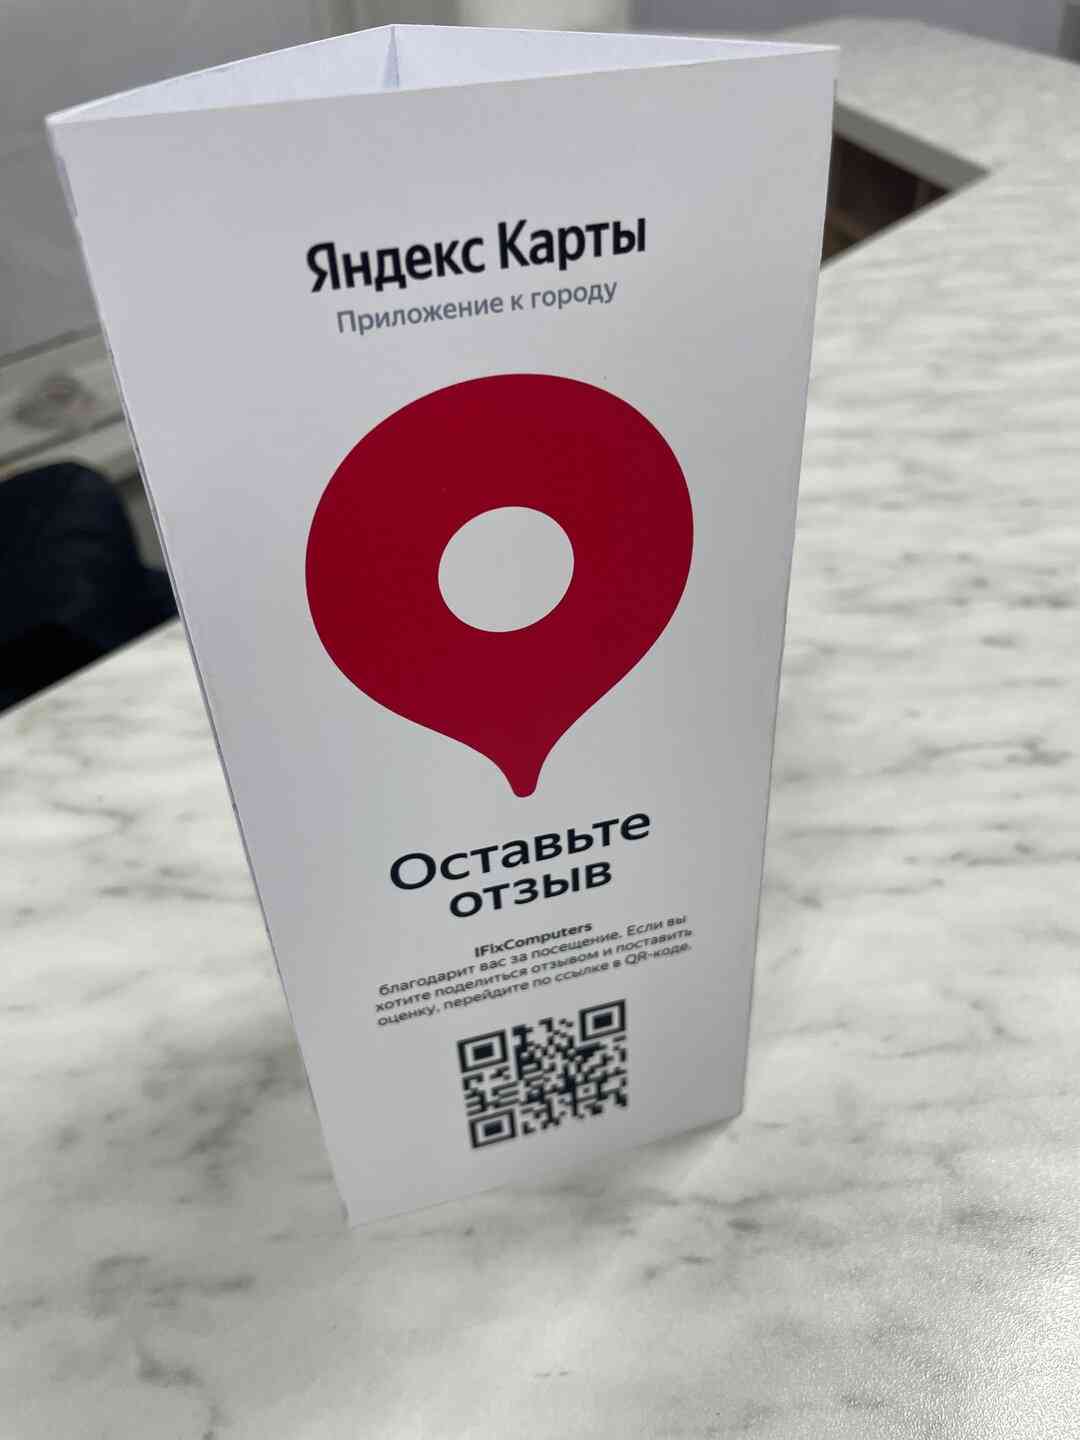 Яндекс Карты
Приложение к городу
Оставьте
отзыв
IFixComputers
благодарит вас за посещение. Если вы
хотите поделиться отзывом и поставить
оценку, перейдите по ссылке в QR-коде.